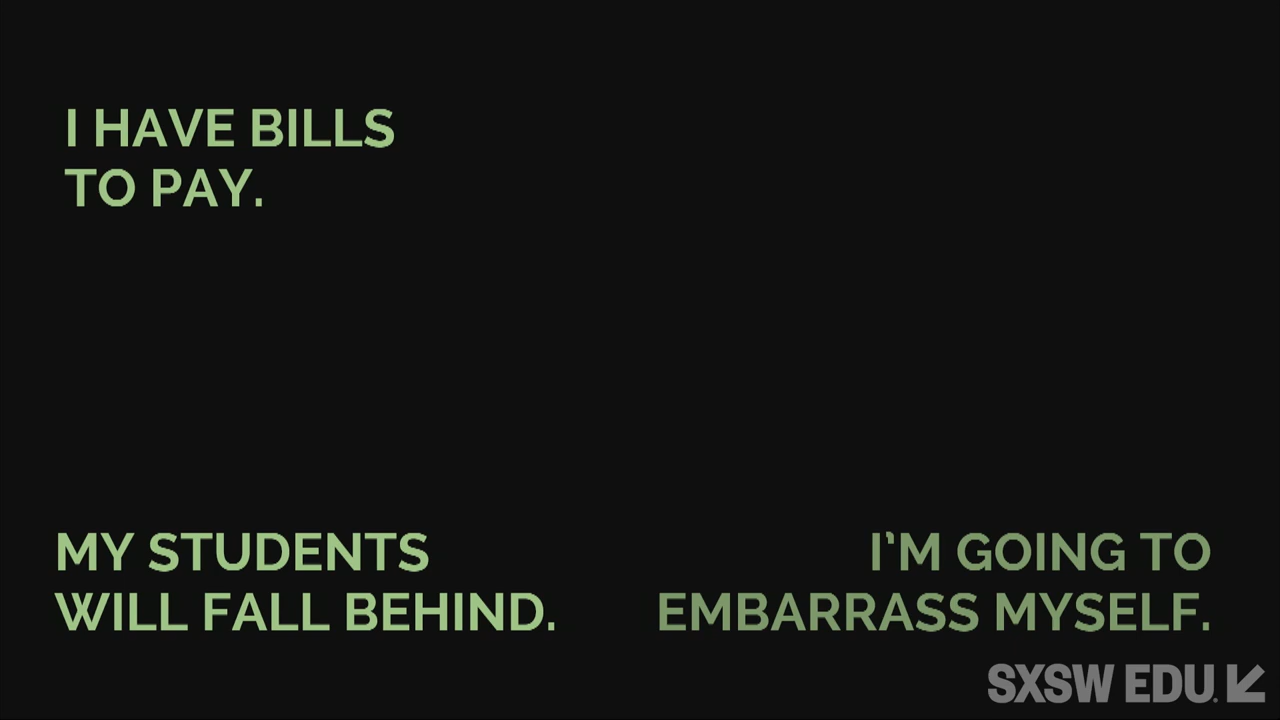 I HAVE BILLS
TO PAY.
MY STUDENTS
WILL FALL BEHIND.
I'M GOING TO
EMBARRASS MYSELF.
SXSW EDU